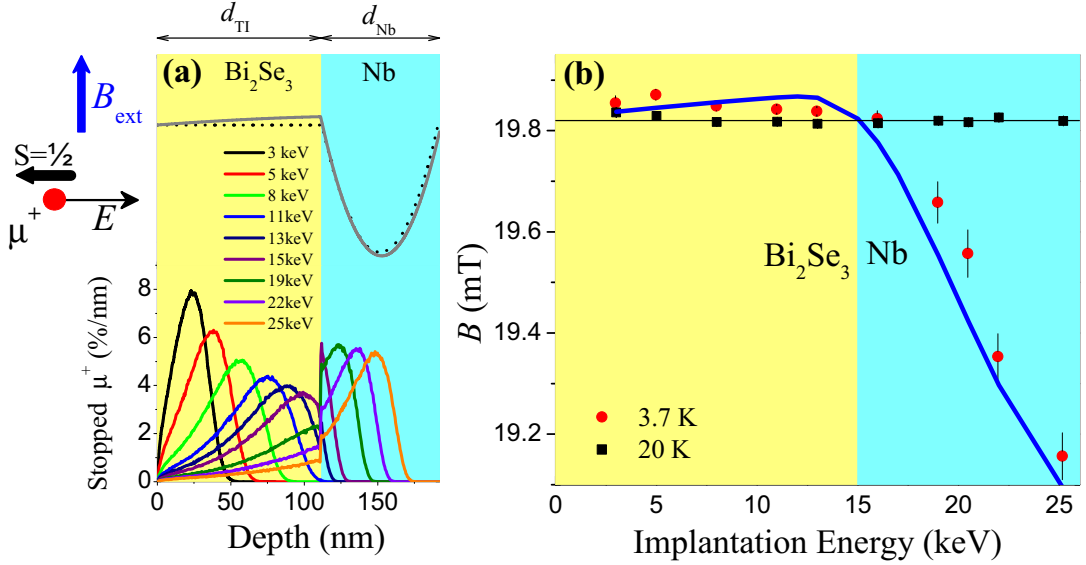 d_TI
d_Nb
(a)
Bi₂Se₃
Nb
B_ext
S=½
μ⁺
E
3 keV
5 keV
8 keV
11keV
13keV
15keV
19keV
22keV
25keV
Stopped μ⁺ (%/nm)
8
6
4
2
0
0
50
100
150
Depth (nm)
(b)
B (mT)
19.8
19.6
19.4
19.2
Bi₂Se₃
Nb
3.7 K
20 K
0
5
10
15
20
25
Implantation Energy (keV)